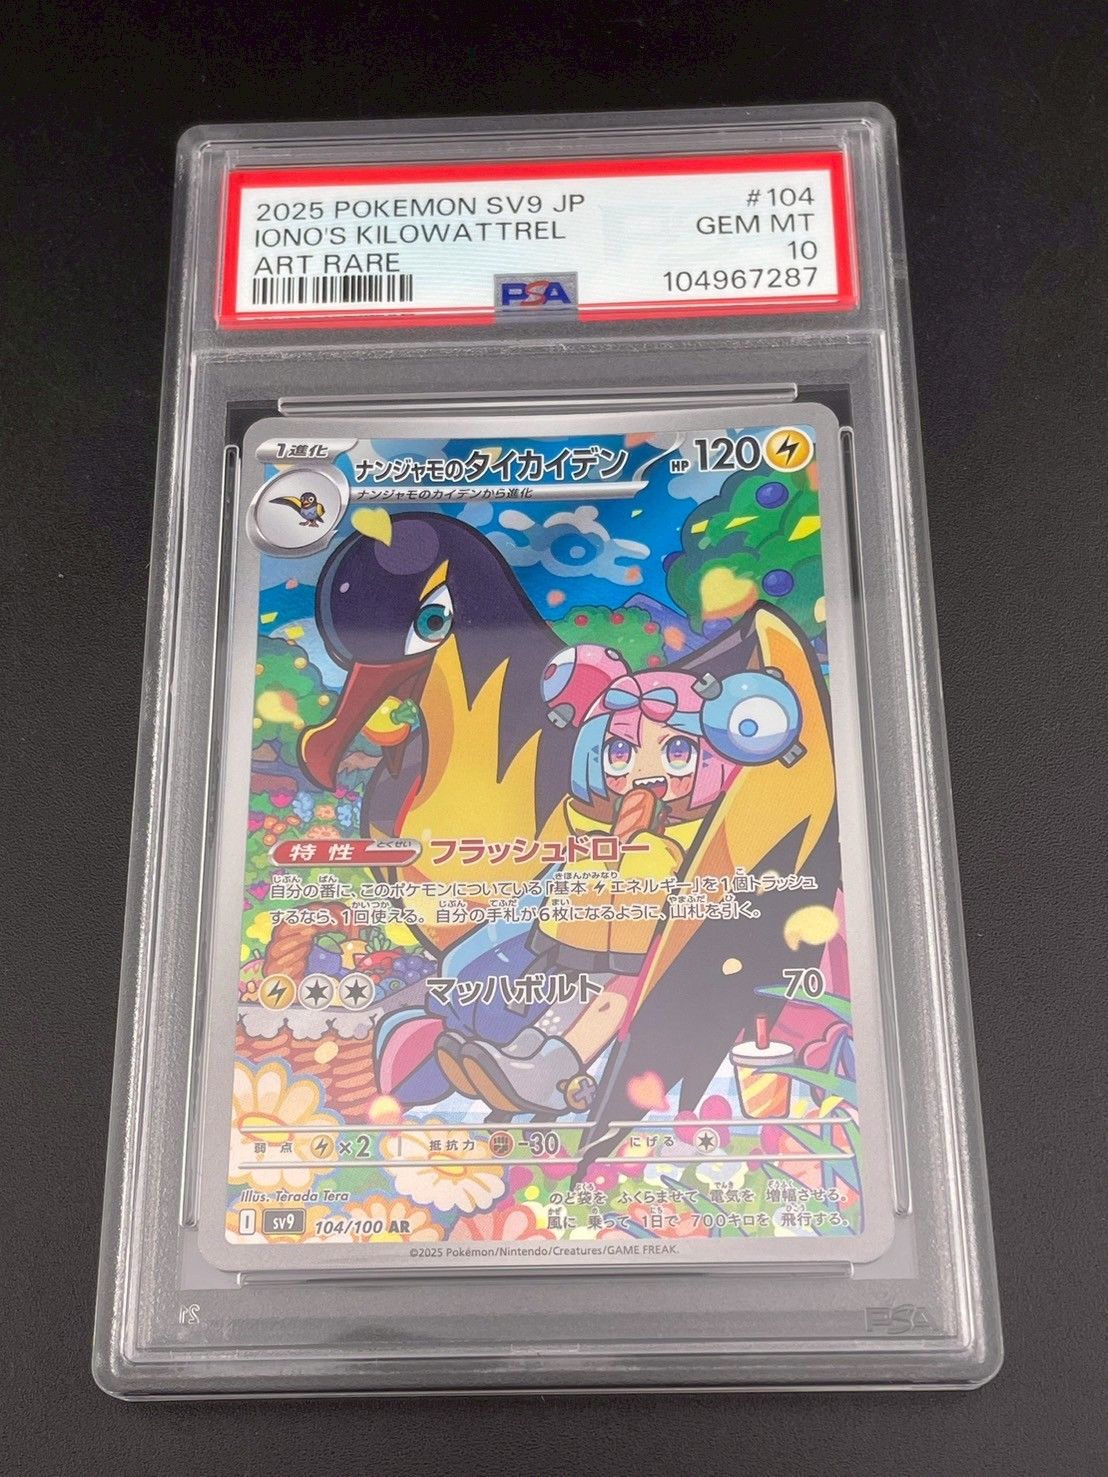 2025 POKEMON SV9 JP
#104
IONO'S KILOWATTREL
GEM MT
ART RARE
10
PSA
104967287
1進化
ナンジャモのタイカイデン
HP 120
ナンジャモのカイデンから進化
特性 とくせい
フラッシュドロー
自分の番に、このポケモンについている「基本エネルギー」を1個トラッシュ
するなら、1回使える。自分の手札が6枚になるように、山札を引く。
マッハボルト 70
弱点 ×2 抵抗力 -30 にげる
Illus. Terada Tera
のど袋を ふくらませて 電気を 増幅させる。
風に 乗って 1日で 700キロを 飛行する。
I sv9 104/100 AR
©2025 Pokémon/Nintendo/Creatures/GAME FREAK.
PSA